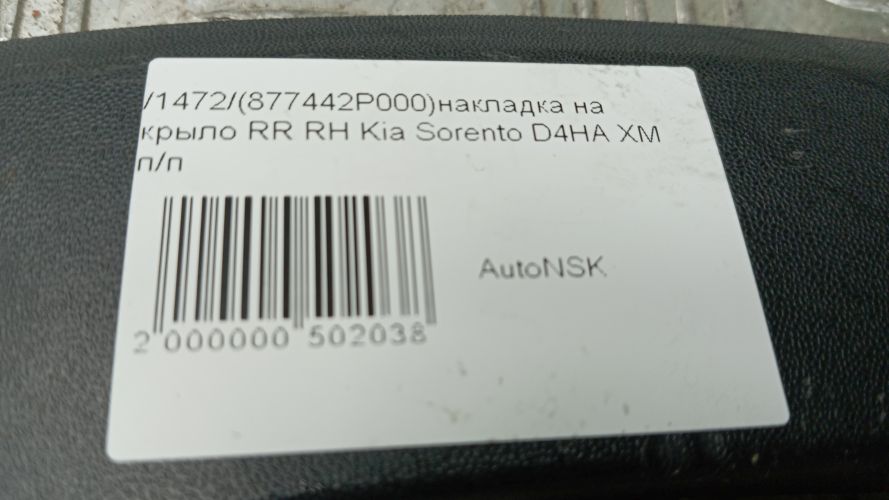 /1472/(877442P000)накладка на
крыло RR RH Kia Sorento D4HA XM
п/п
AutoNSK
2 000000 502038